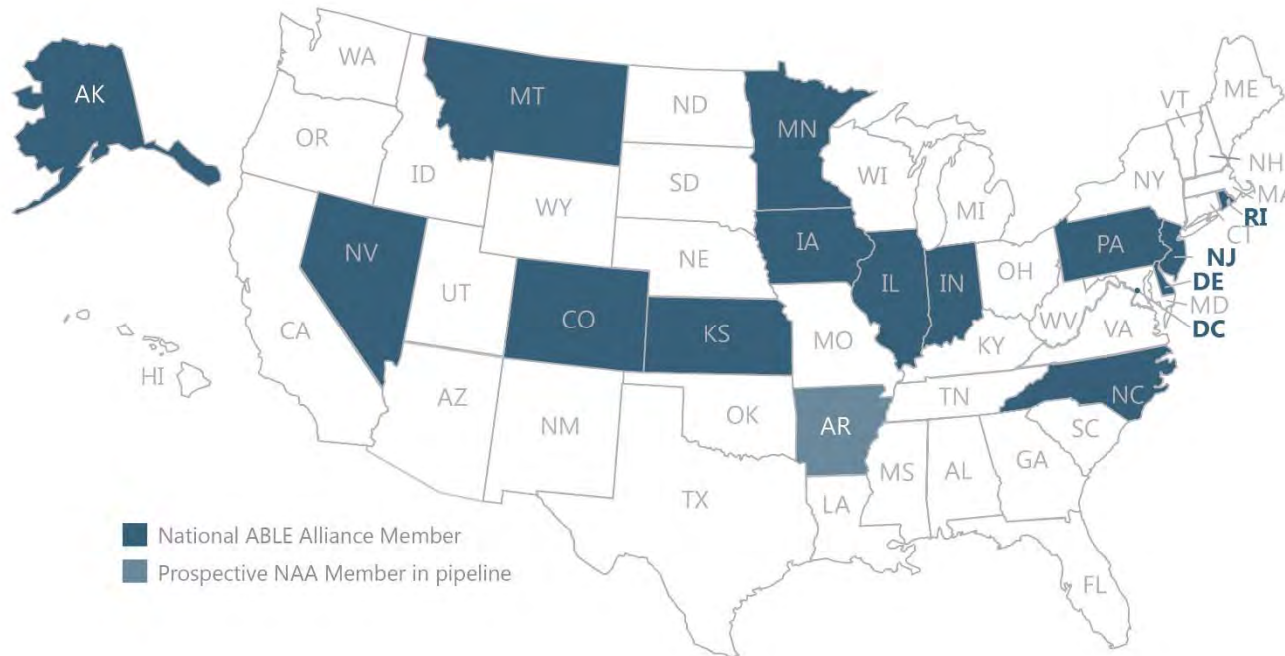 WA
AK
MT
ND
MN
VT
ME
OR
NH
ID
SD
WI
NY
MA
WY
MI
RI
CT
IA
PA
NV
NE
NJ
IL
IN
OH
DE
UT
MD
CA
CO
KS
MO
WV
VA
DC
KY
HI
AZ
NM
OK
AR
TN
NC
SC
MS
AL
GA
TX
LA
National ABLE Alliance Member
Prospective NAA Member in pipeline
FL